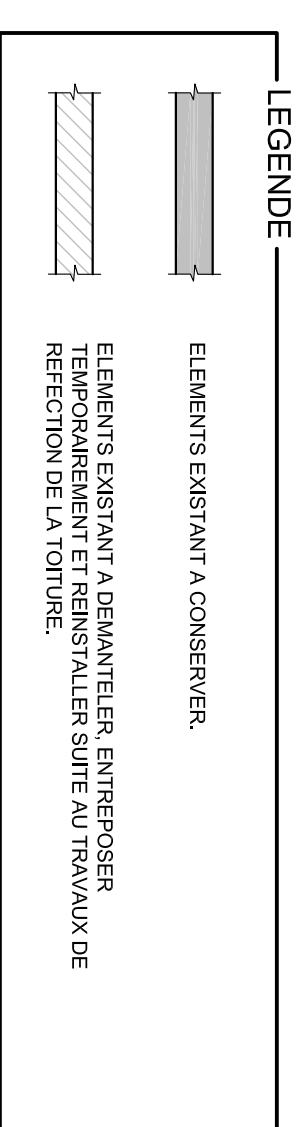 LEGENDE
ELEMENTS EXISTANT A CONSERVER.
ELEMENTS EXISTANT A DEMANTELER, ENTREPOSER
TEMPORAIREMENT ET REINSTALLER SUITE AU TRAVAUX DE
REFECTION DE LA TOITURE.